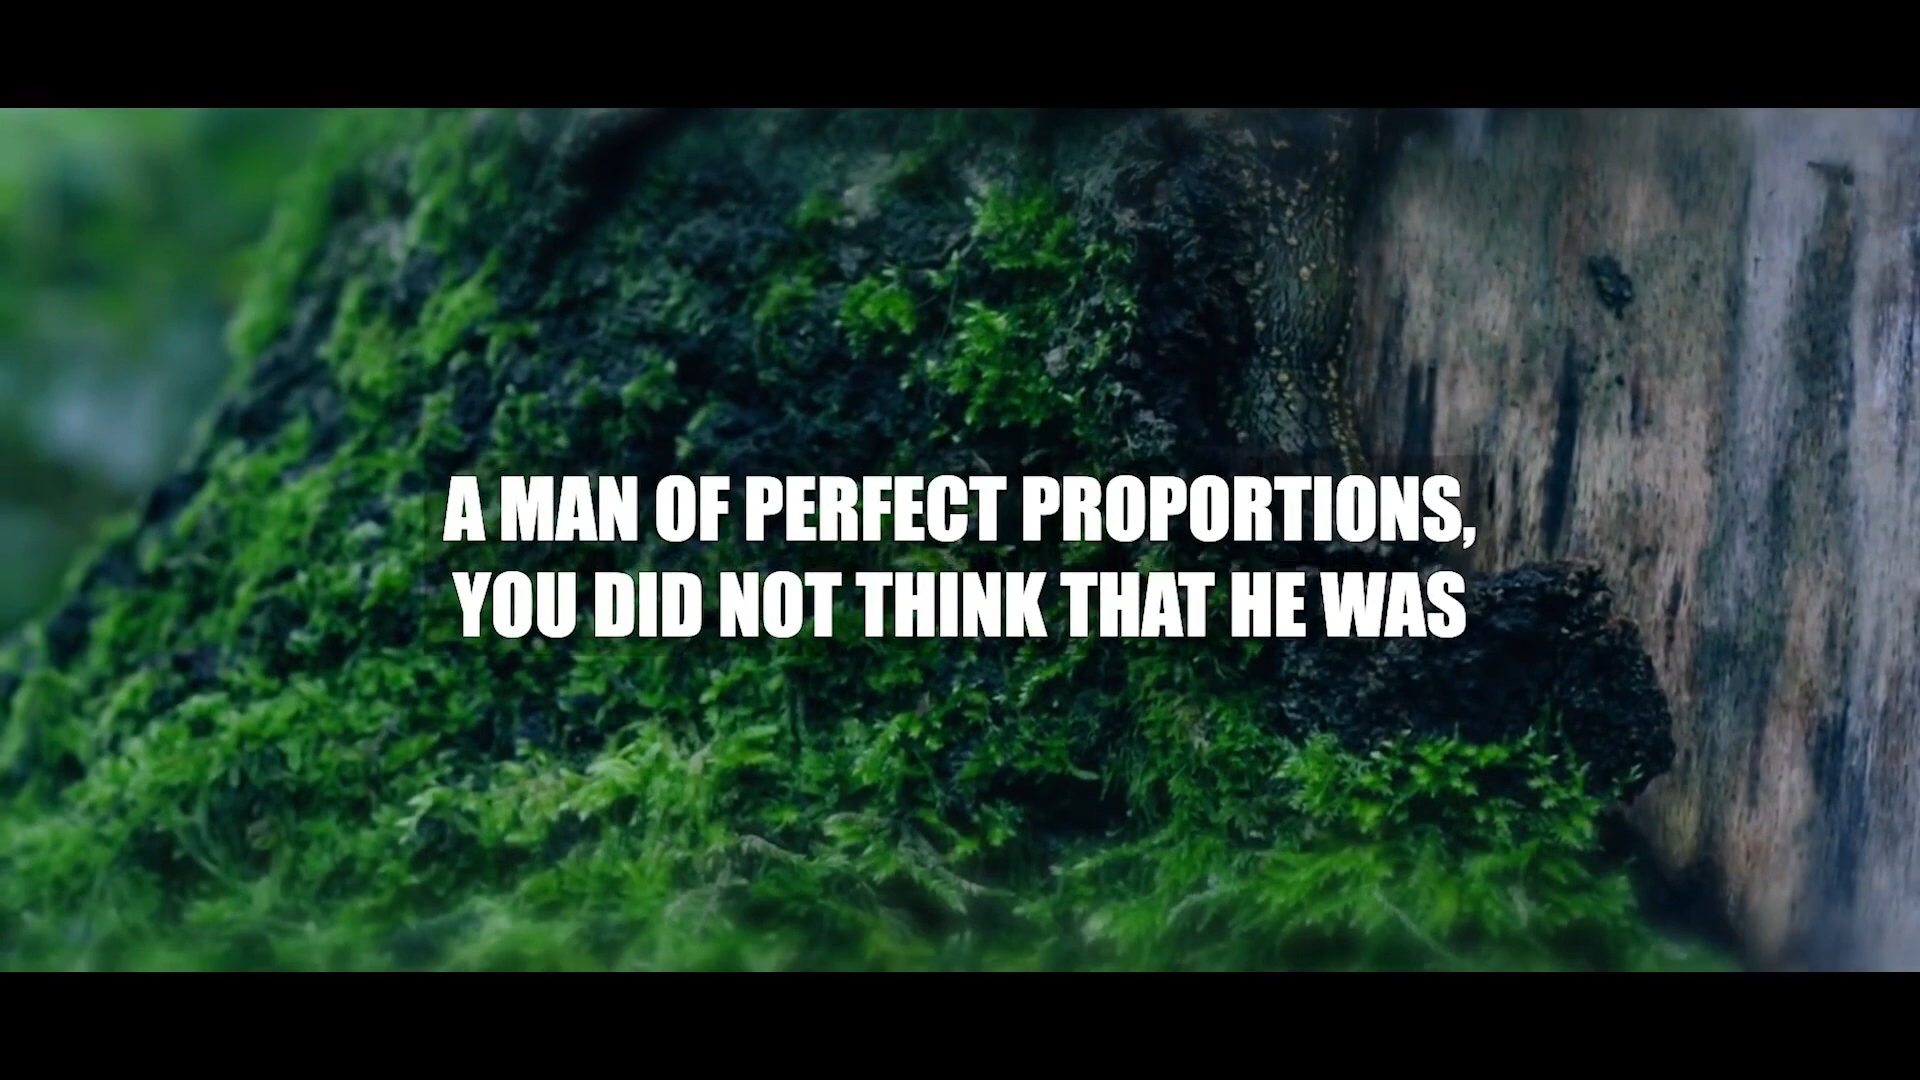 A MAN OF PERFECT PROPORTIONS,
YOU DID NOT THINK THAT HE WAS